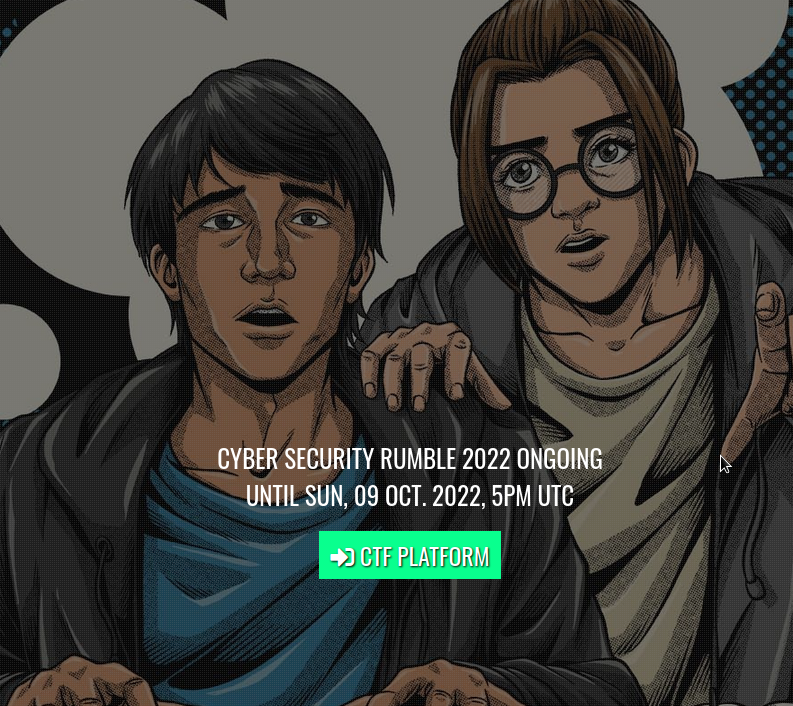 CYBER SECURITY RUMBLE 2022 ONGOING
UNTIL SUN, 09 OCT. 2022, 5PM UTC
CTF PLATFORM